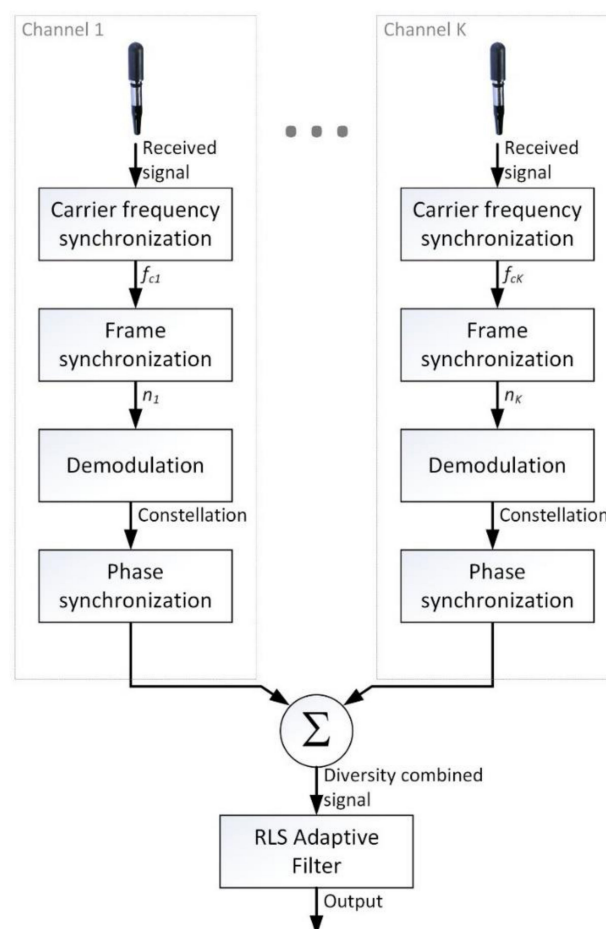 Channel 1
Received
signal
Carrier frequency
synchronization
fc1
Frame
synchronization
n1
Demodulation
Constellation
Phase
synchronization
Channel K
Received
signal
Carrier frequency
synchronization
fcK
Frame
synchronization
nK
Demodulation
Constellation
Phase
synchronization
Σ
Diversity combined
signal
RLS Adaptive
Filter
Output